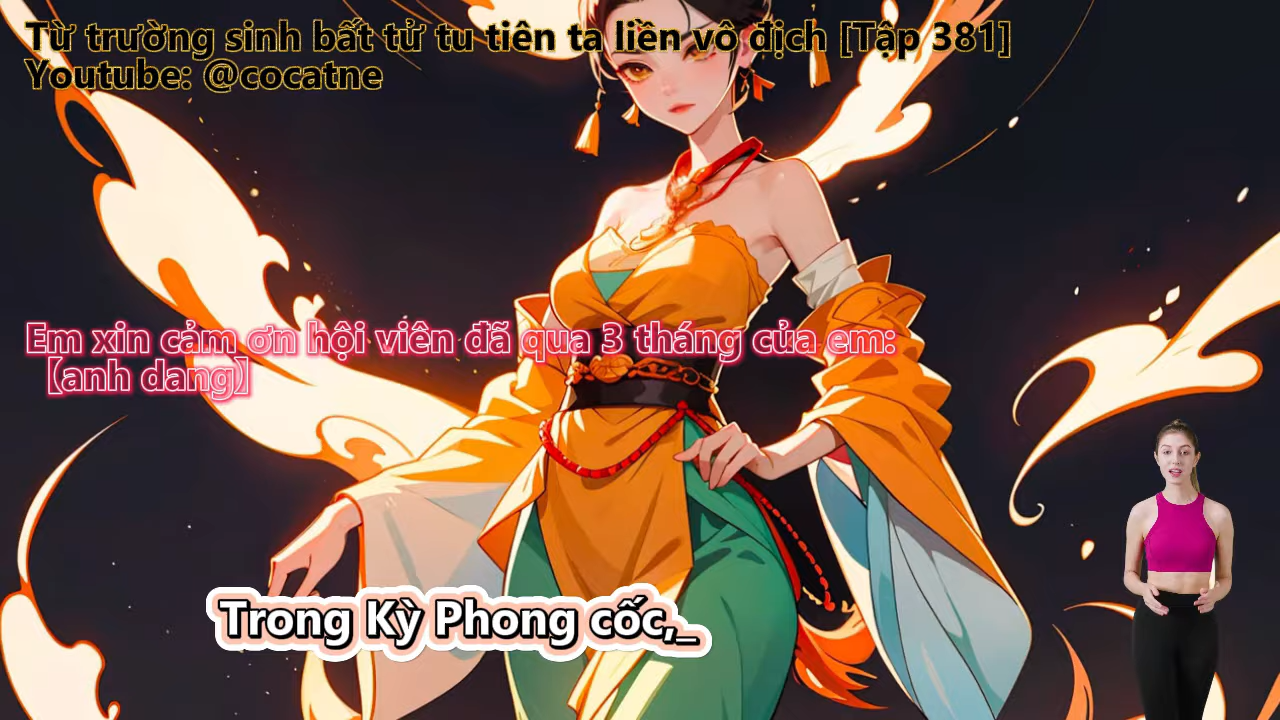 Từ trường sinh bất tử tu tiên ta liền vô địch [Tập 381]
Youtube: @cocatne
Em xin cảm ơn hội viên đã qua 3 tháng của em:
【anh dang】
Trong Kỳ Phong cốc,_